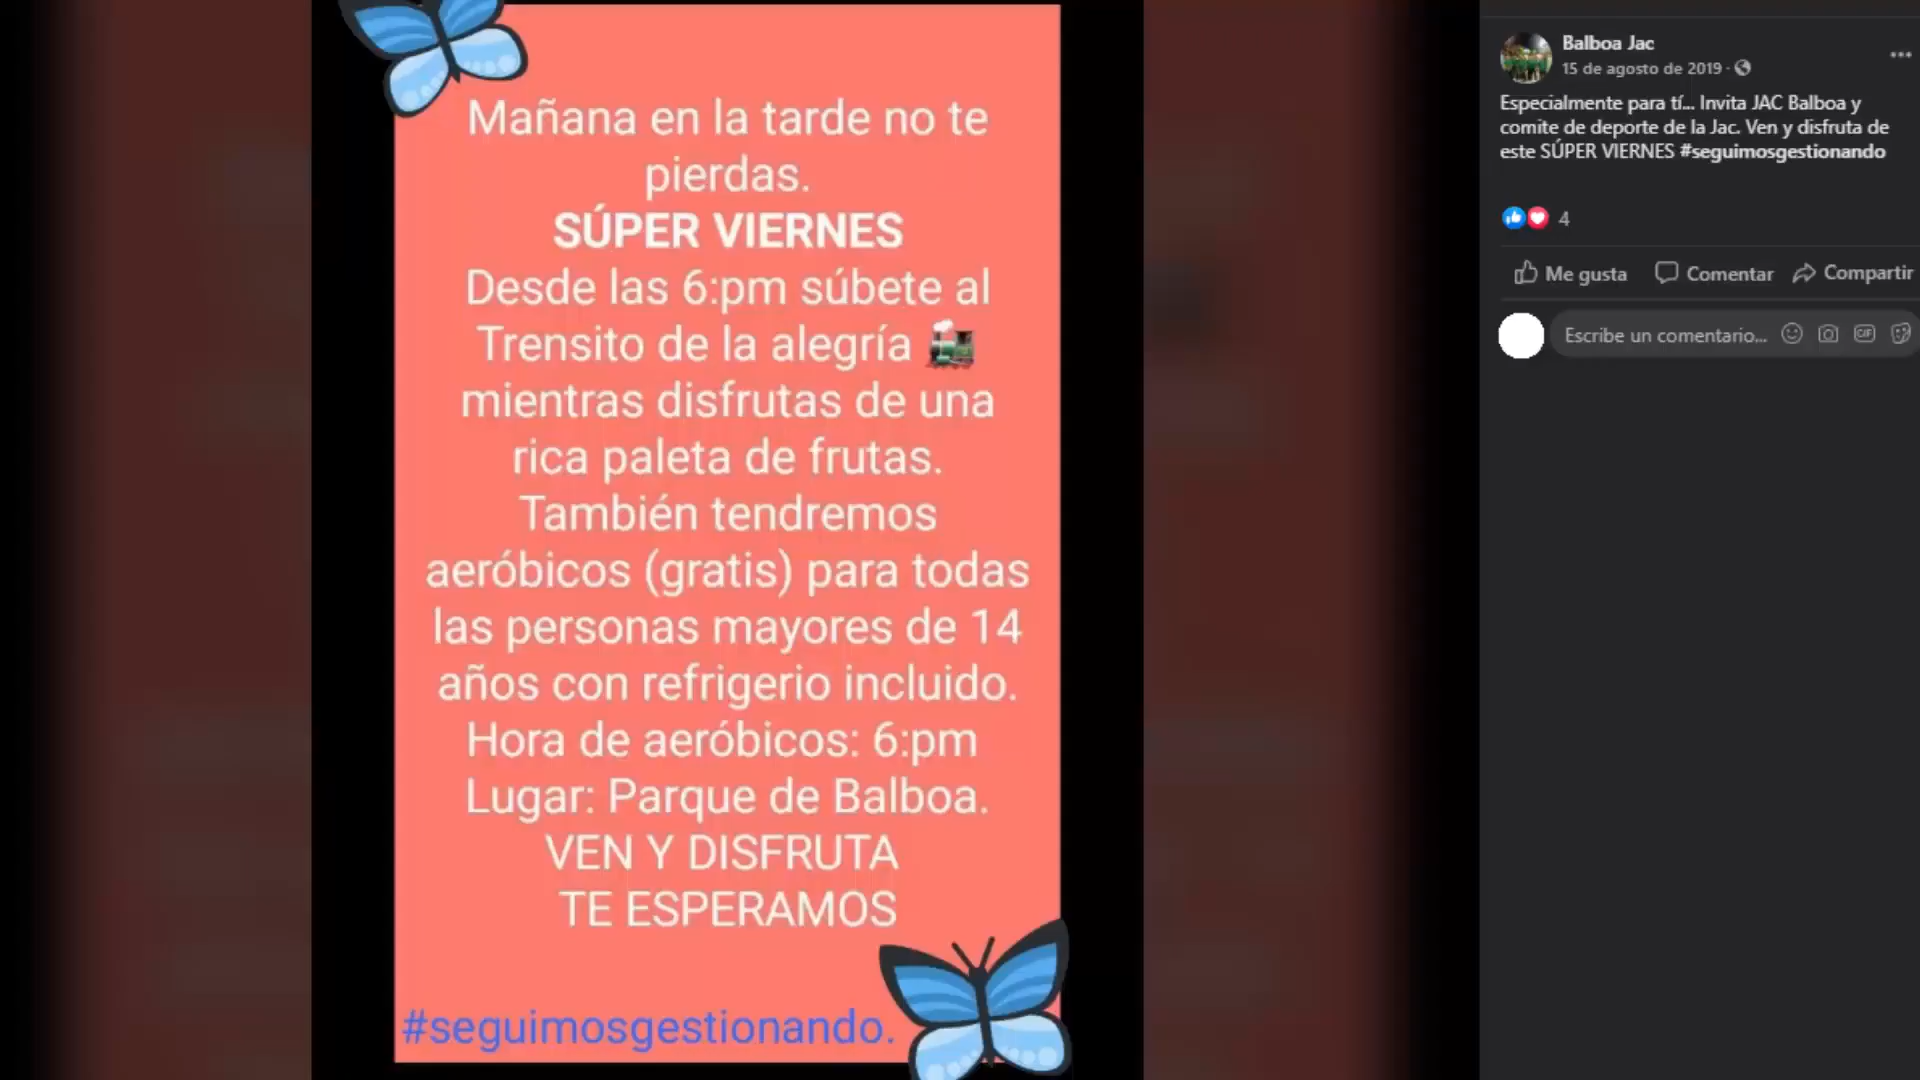 Mañana en la tarde no te
pierdas.
SÚPER VIERNES
Desde las 6:pm súbete al
Trensito de la alegría
mientras disfrutas de una
rica paleta de frutas.
También tendremos
aeróbicos (gratis) para todas
las personas mayores de 14
años con refrigerio incluido.
Hora de aeróbicos: 6:pm
Lugar: Parque de Balboa.
VEN Y DISFRUTA
TE ESPERAMOS
#seguimosgestionando.
Balboa Jac
15 de agosto de 2019 ·
Especialmente para tí... Invita JAC Balboa y
comite de deporte de la Jac. Ven y disfruta de
este SÚPER VIERNES #seguimosgestionando
4
Me gusta Comentar Compartir
Escribe un comentario... GIF